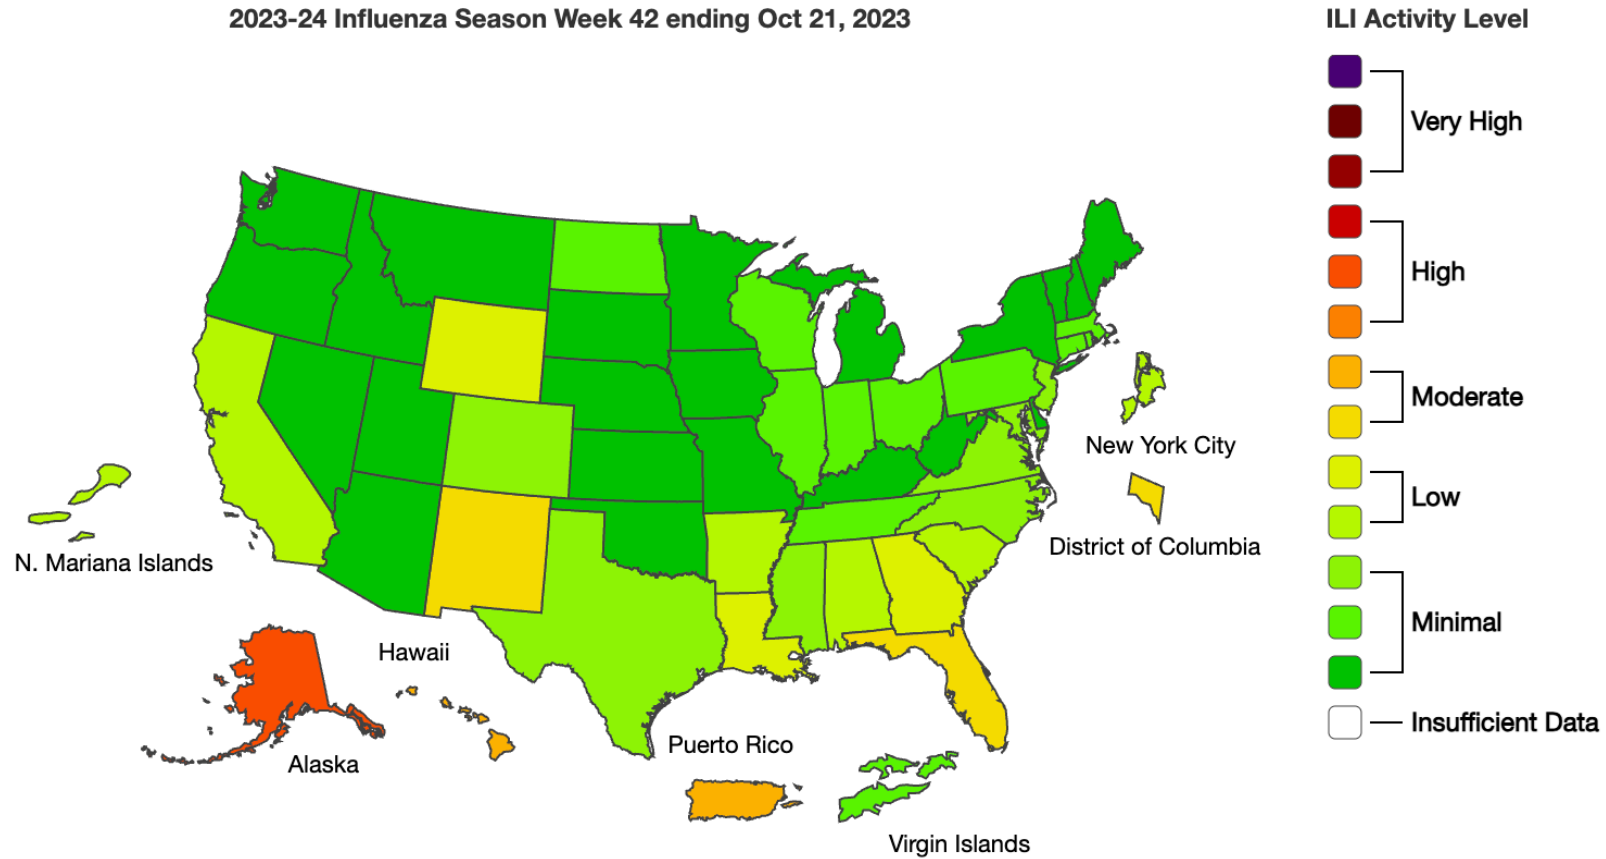 2023-24 Influenza Season Week 42 ending Oct 21, 2023
ILI Activity Level
Very High
High
Moderate
Low
Minimal
Insufficient Data
New York City
District of Columbia
N. Mariana Islands
Hawaii
Alaska
Puerto Rico
Virgin Islands